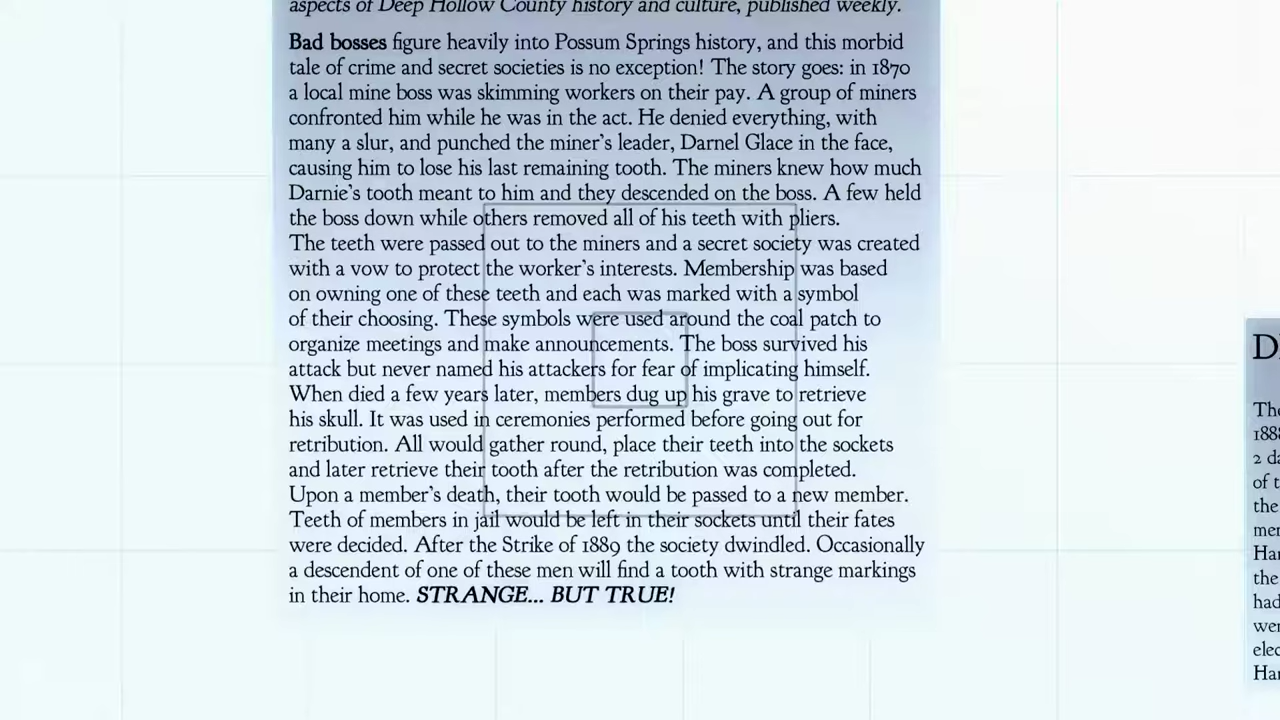 aspects of Deep Hollow County history and culture, published weekly.
Bad bosses figure heavily into Possum Springs history, and this morbid
tale of crime and secret societies is no exception! The story goes: in 1870
a local mine boss was skimming workers on their pay. A group of miners
confronted him while he was in the act. He denied everything, with
many a slur, and punched the miner's leader, Darnel Glace in the face,
causing him to lose his last remaining tooth. The miners knew how much
Darnie's tooth meant to him and they descended on the boss. A few held
the boss down while others removed all of his teeth with pliers.
The teeth were passed out to the miners and a secret society was created
with a vow to protect the worker's interests. Membership was based
on owning one of these teeth and each was marked with a symbol
of their choosing. These symbols were used around the coal patch to
organize meetings and make announcements. The boss survived his
attack but never named his attackers for fear of implicating himself.
When died a few years later, members dug up his grave to retrieve
his skull. It was used in ceremonies performed before going out for
retribution. All would gather round, place their teeth into the sockets
and later retrieve their tooth after the retribution was completed.
Upon a member's death, their tooth would be passed to a new member.
Teeth of members in jail would be left in their sockets until their fates
were decided. After the Strike of 1889 the society dwindled. Occasionally
a descendent of one of these men will find a tooth with strange markings
in their home. STRANGE... BUT TRUE!
The
188
2 da
of t
the
me
Ha
the
had
we
elec
Ha